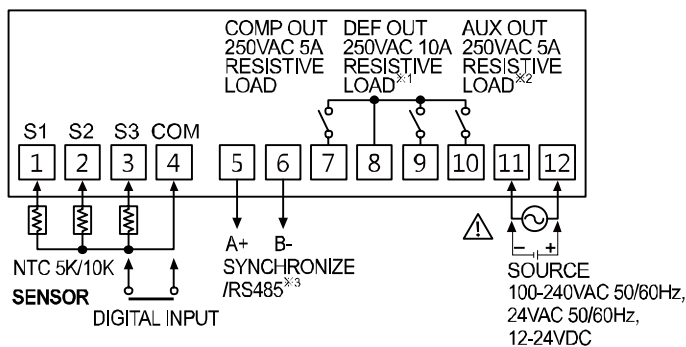 COMP OUT DEF OUT AUX OUT
250VAC 5A 250VAC 10A 250VAC 5A
RESISTIVE RESISTIVE RESISTIVE
LOAD LOAD※1 LOAD※2
S1 S2 S3 COM
1 2 3 4 5 6 7 8 9 10 11 12
A+ B-
SYNCHRONIZE
/RS485※3
NTC 5K/10K
SENSOR
DIGITAL INPUT
!
− +
SOURCE
100-240VAC 50/60Hz,
24VAC 50/60Hz,
12-24VDC